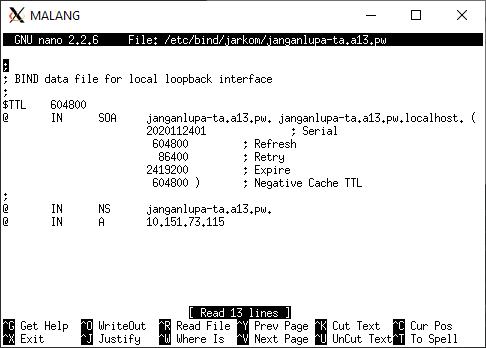 MALANG
GNU nano 2.2.6 File: /etc/bind/jarkom/janganlupa-ta.a13.pw
;
; BIND data file for local loopback interface
;
$TTL 604800
@ IN SOA janganlupa-ta.a13.pw. janganlupa-ta.a13.pw.localhost. (
2020112401 ; Serial
604800 ; Refresh
86400 ; Retry
2419200 ; Expire
604800 ) ; Negative Cache TTL
;
@ IN NS janganlupa-ta.a13.pw.
@ IN A 10.151.73.115
[ Read 13 lines ]
^G Get Help ^O WriteOut ^R Read File ^Y Prev Page ^K Cut Text ^C Cur Pos
^X Exit ^J Justify ^W Where Is ^V Next Page ^U UnCut Text ^T To Spell